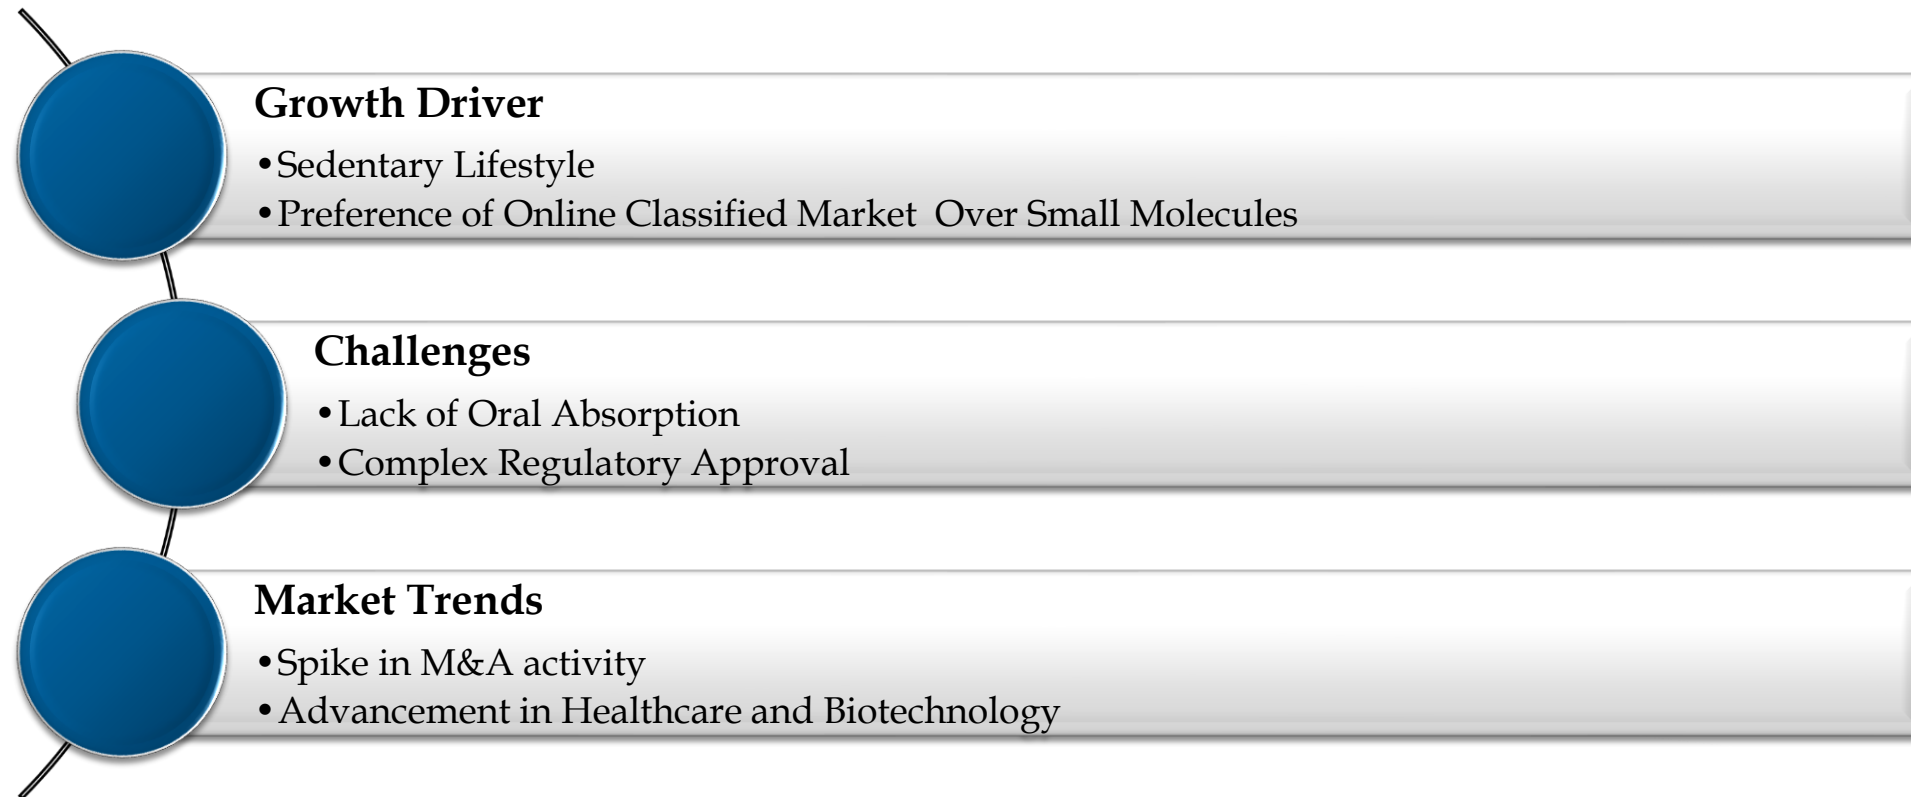 Growth Driver
•Sedentary Lifestyle
•Preference of Online Classified Market Over Small Molecules
Challenges
•Lack of Oral Absorption
•Complex Regulatory Approval
Market Trends
•Spike in M&A activity
•Advancement in Healthcare and Biotechnology